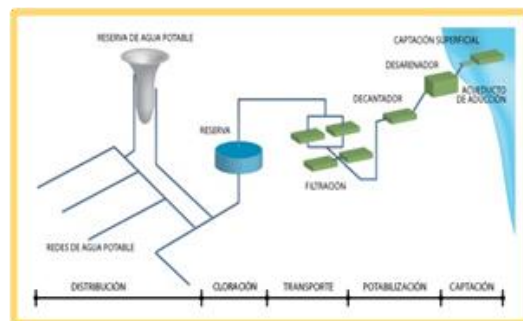 RESERVA DE AGUA POTABLE
CAPTACIÓN SUPERFICIAL
DESARENADOR
ACUEDUCTO
DE ADUCCIÓN
DECANTADOR
RESERVA
FILTRACIÓN
REDES DE AGUA POTABLE
DISTRIBUCIÓN
CLORACIÓN
TRANSPORTE
POTABILIZACIÓN
CAPTACIÓN